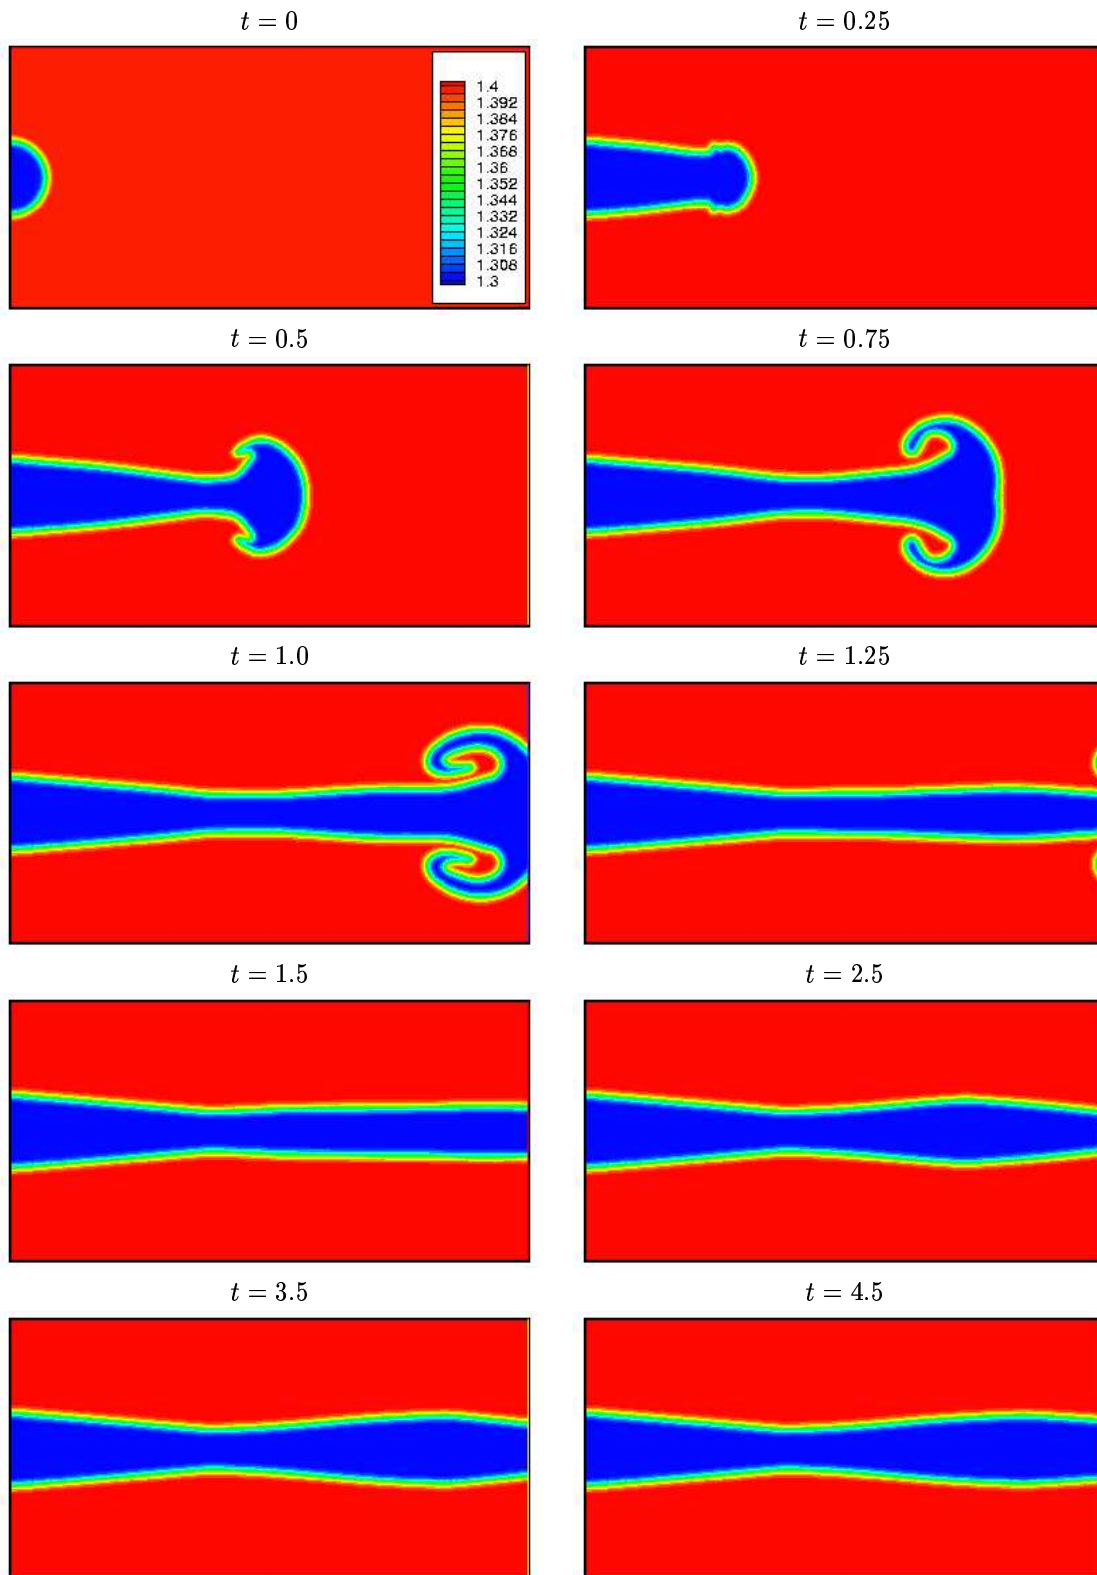 t = 0
t = 0.25
1.4
1.392
1.384
1.376
1.368
1.36
1.352
1.344
1.332
1.324
1.316
1.308
1.3
t = 0.5
t = 0.75
t = 1.0
t = 1.25
t = 1.5
t = 2.5
t = 3.5
t = 4.5